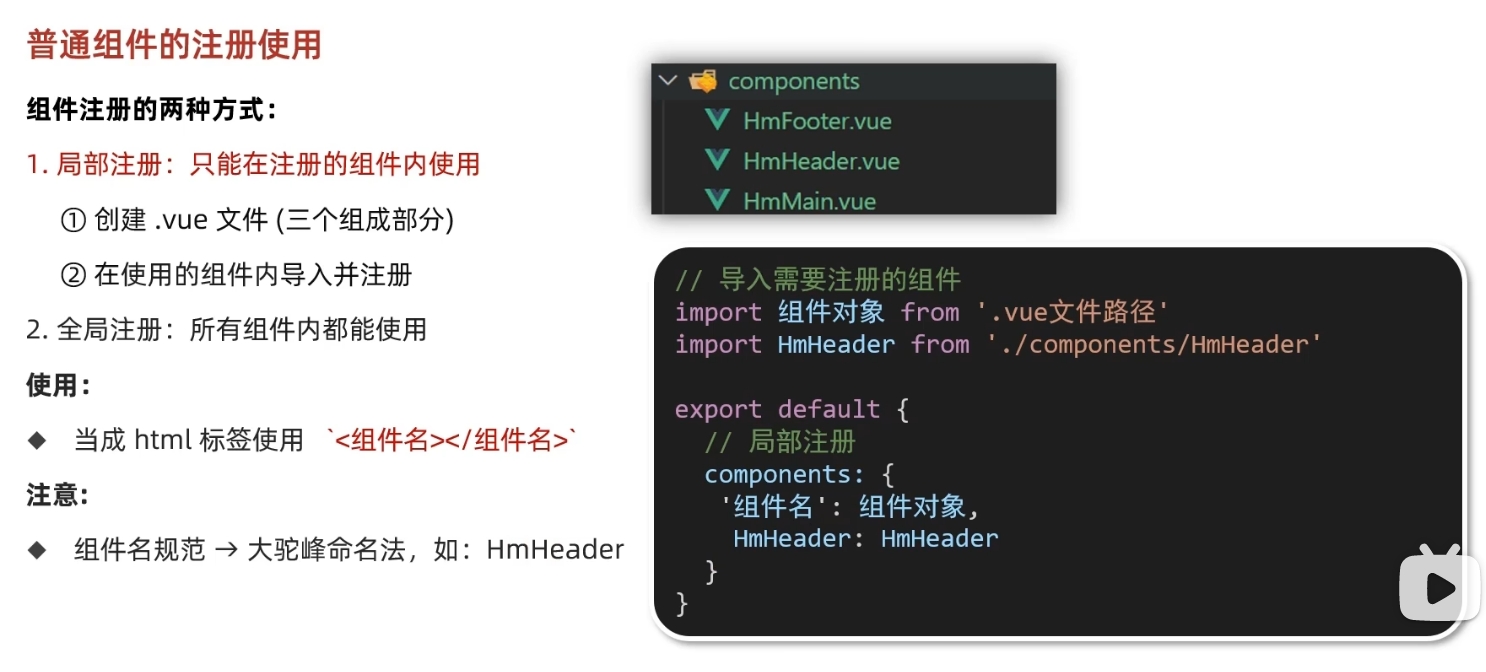 普通组件的注册使用
组件注册的两种方式：
1. 局部注册：只能在注册的组件内使用
① 创建 .vue 文件 (三个组成部分)
② 在使用的组件内导入并注册
2. 全局注册：所有组件内都能使用
使用：
◆ 当成 html 标签使用 `<组件名></组件名>`
注意：
◆ 组件名规范 → 大驼峰命名法，如：HmHeader
components
HmFooter.vue
HmHeader.vue
HmMain.vue
// 导入需要注册的组件
import 组件对象 from '.vue文件路径'
import HmHeader from './components/HmHeader'
export default {
// 局部注册
components: {
'组件名': 组件对象,
HmHeader: HmHeader
}
}